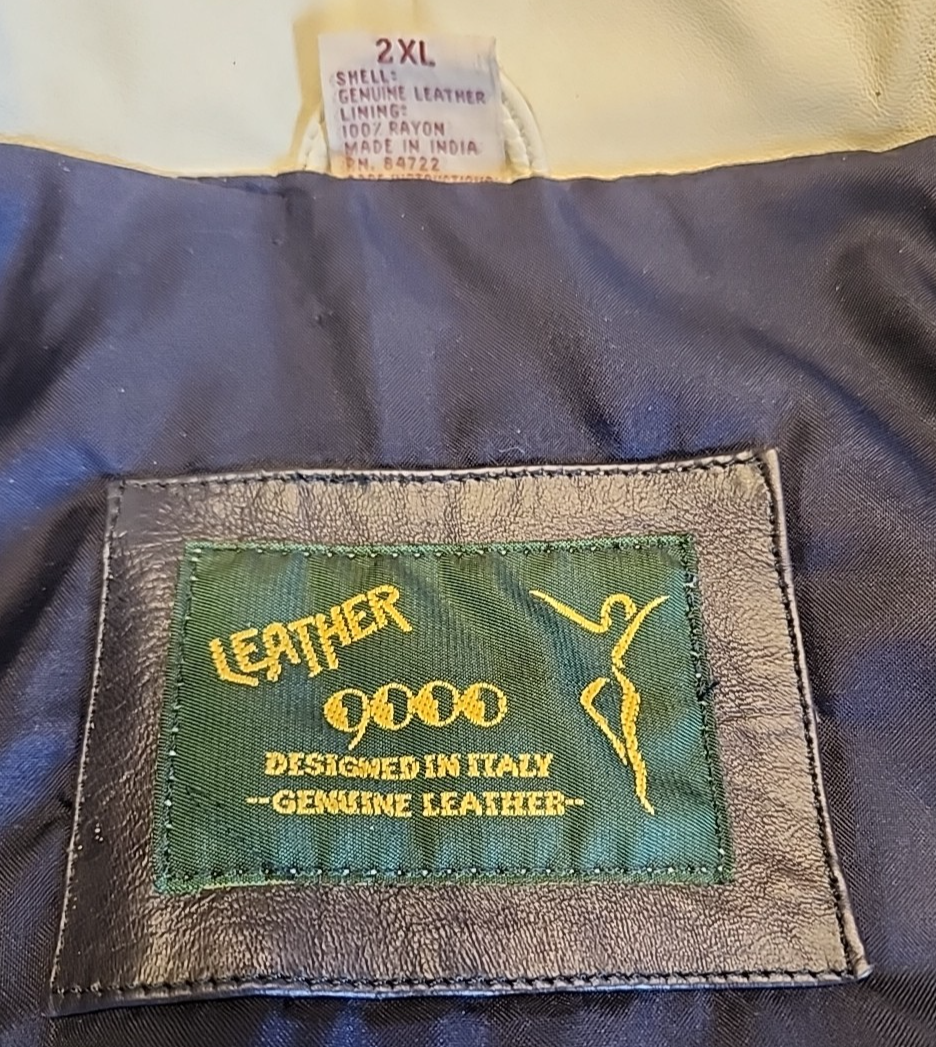 2XL
SHELL:
GENUINE LEATHER
LINING:
100% RAYON
MADE IN INDIA
RN. 84722
LEATHER
9000
DESIGNED IN ITALY
--GENUINE LEATHER--